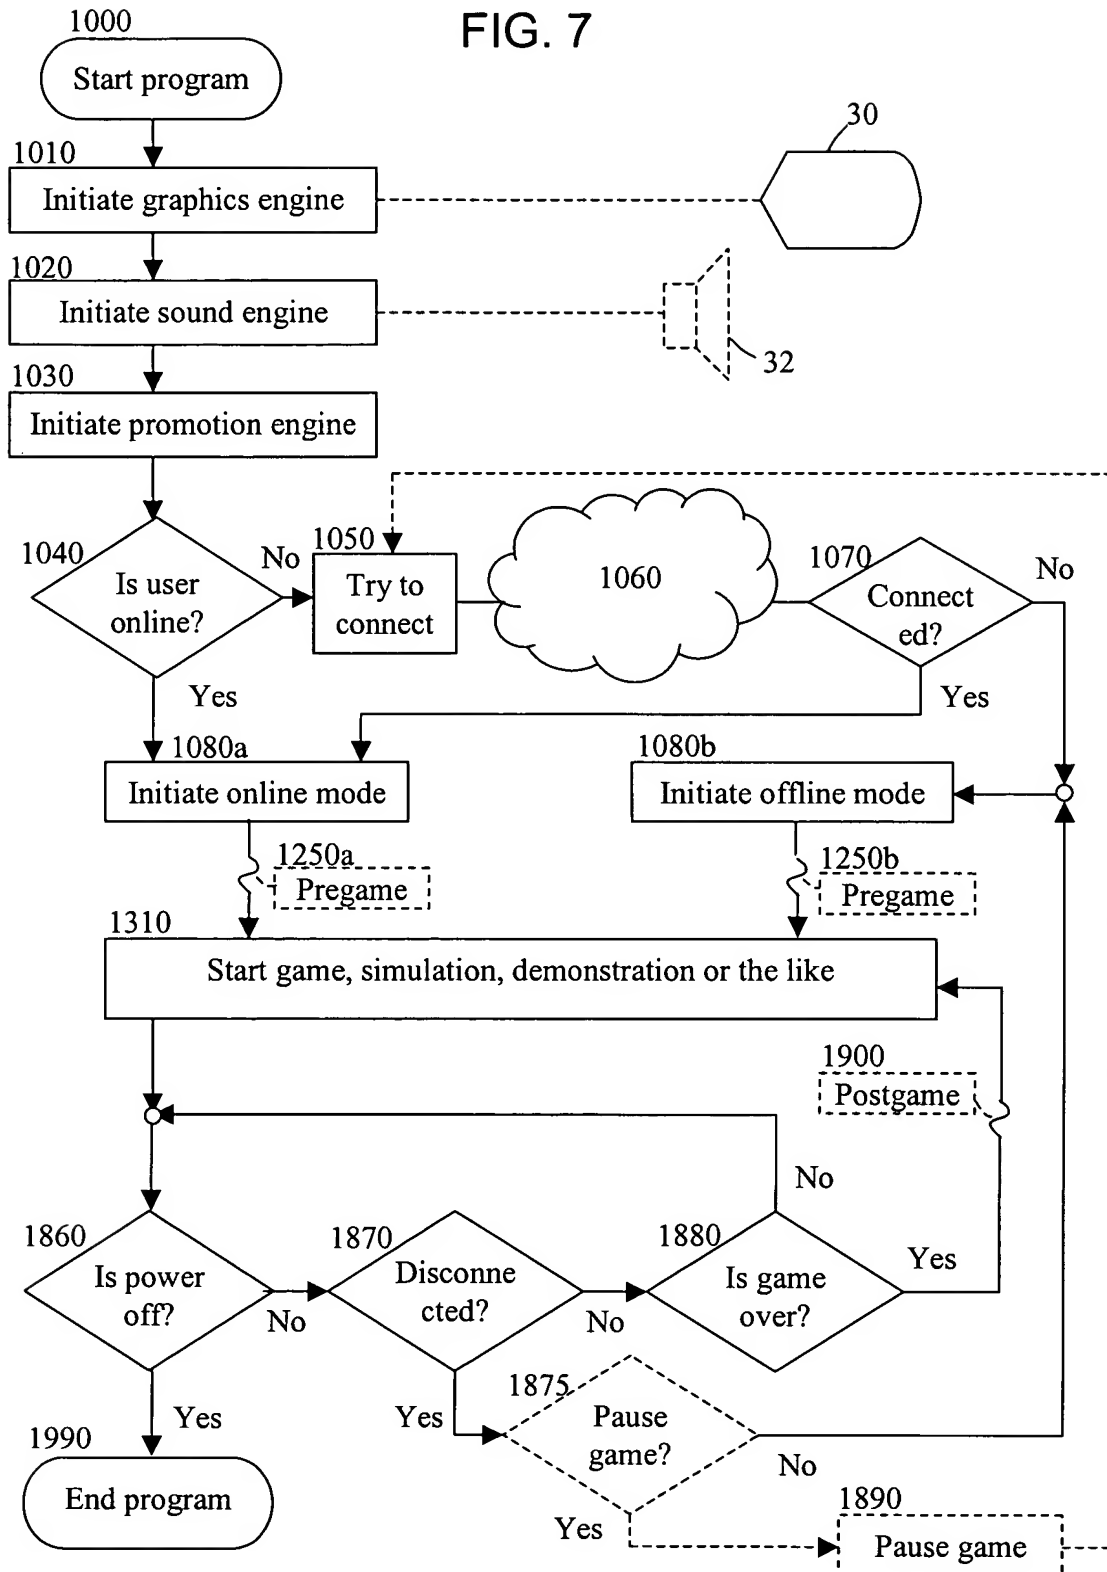 FIG. 7
1000
Start program
1010
Initiate graphics engine
30
1020
Initiate sound engine
32
1030
Initiate promotion engine
1040
Is user
online?
No
Yes
1050
Try to
connect
1060
1070
Connect
ed?
No
Yes
1080a
Initiate online mode
1080b
Initiate offline mode
1250a
Pregame
1250b
Pregame
1310
Start game, simulation, demonstration or the like
1900
Postgame
1860
Is power
off?
No
Yes
1870
Disconne
cted?
No
Yes
1880
Is game
over?
No
Yes
1875
Pause
game?
No
Yes
1890
Pause game
1990
End program